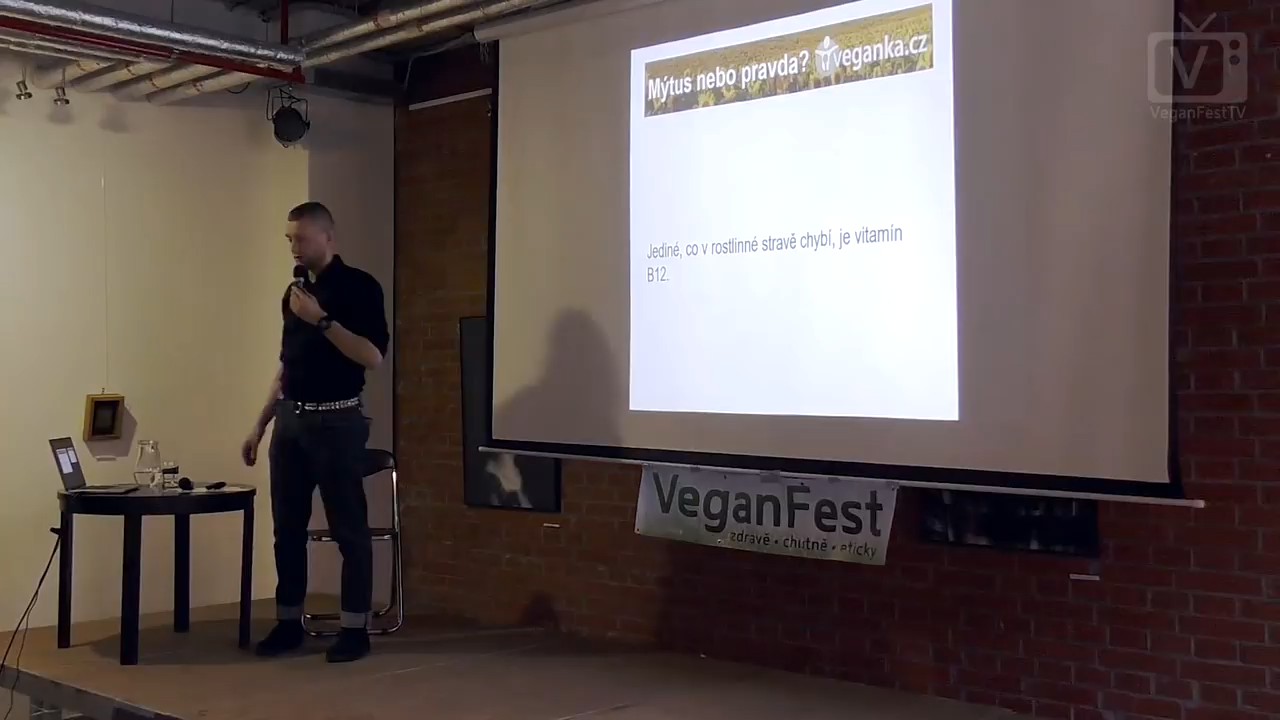 Mýtus nebo pravda? veganka.cz
V
VeganFestTV
Jediné, co v rostlinné stravě chybí, je vitamín
B12.
VeganFest
zdravě • chutně • eticky